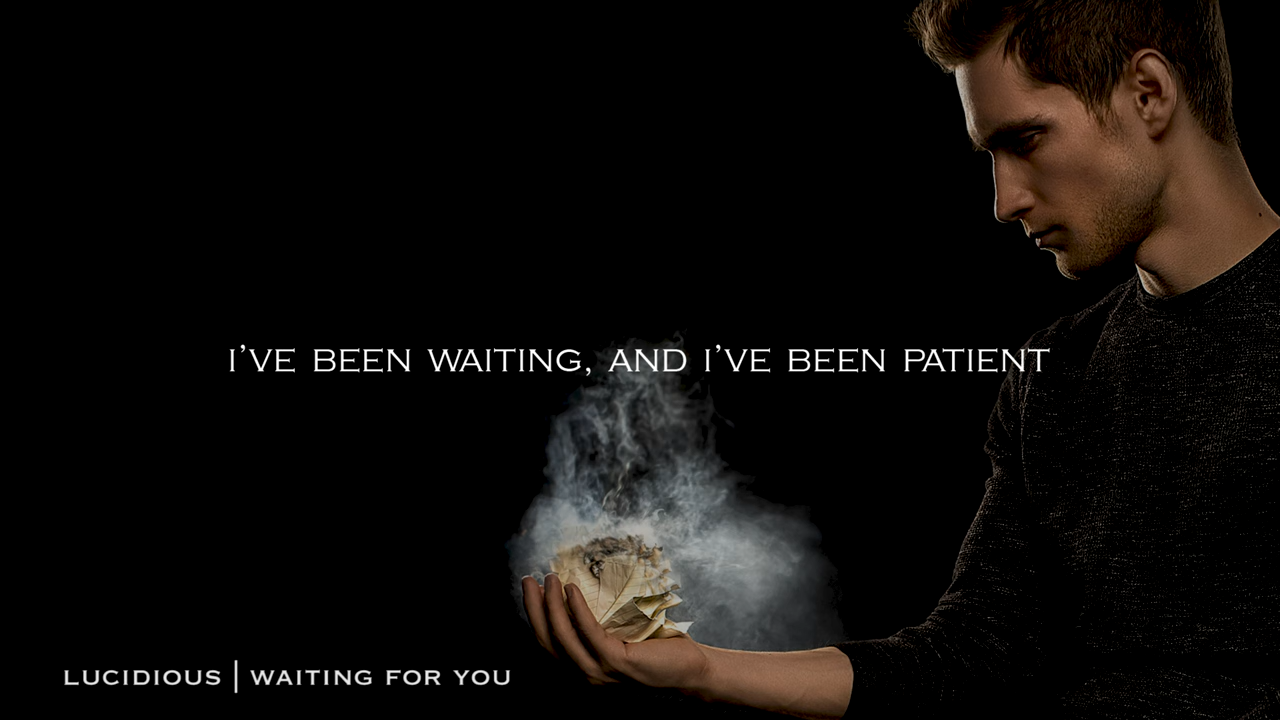 I'VE BEEN WAITING, AND I'VE BEEN PATIENT
LUCIDIOUS | WAITING FOR YOU